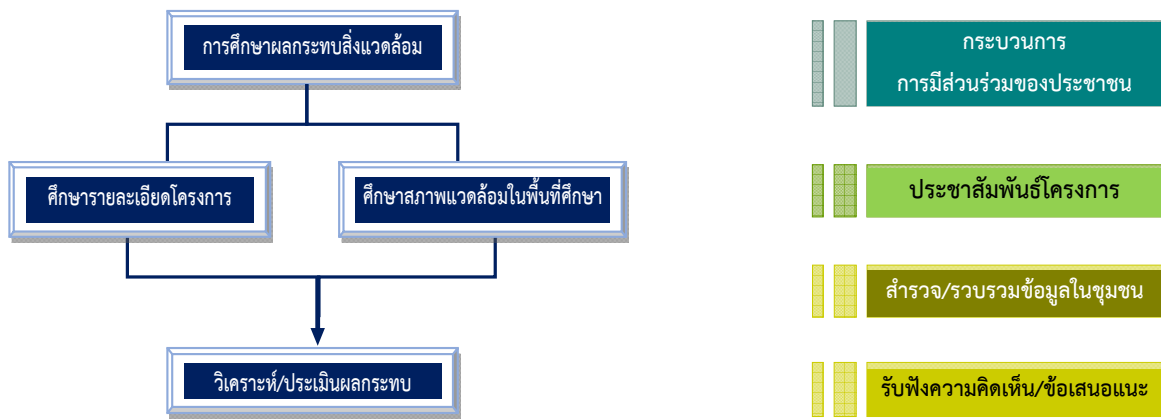 การศึกษาผลกระทบสิ่งแวดล้อม
ศึกษารายละเอียดโครงการ
ศึกษาสภาพแวดล้อมในพื้นที่ศึกษา
วิเคราะห์/ประเมินผลกระทบ
กระบวนการ
การมีส่วนร่วมของประชาชน
ประชาสัมพันธ์โครงการ
สำรวจ/รวบรวมข้อมูลในชุมชน
รับฟังความคิดเห็น/ข้อเสนอแนะ